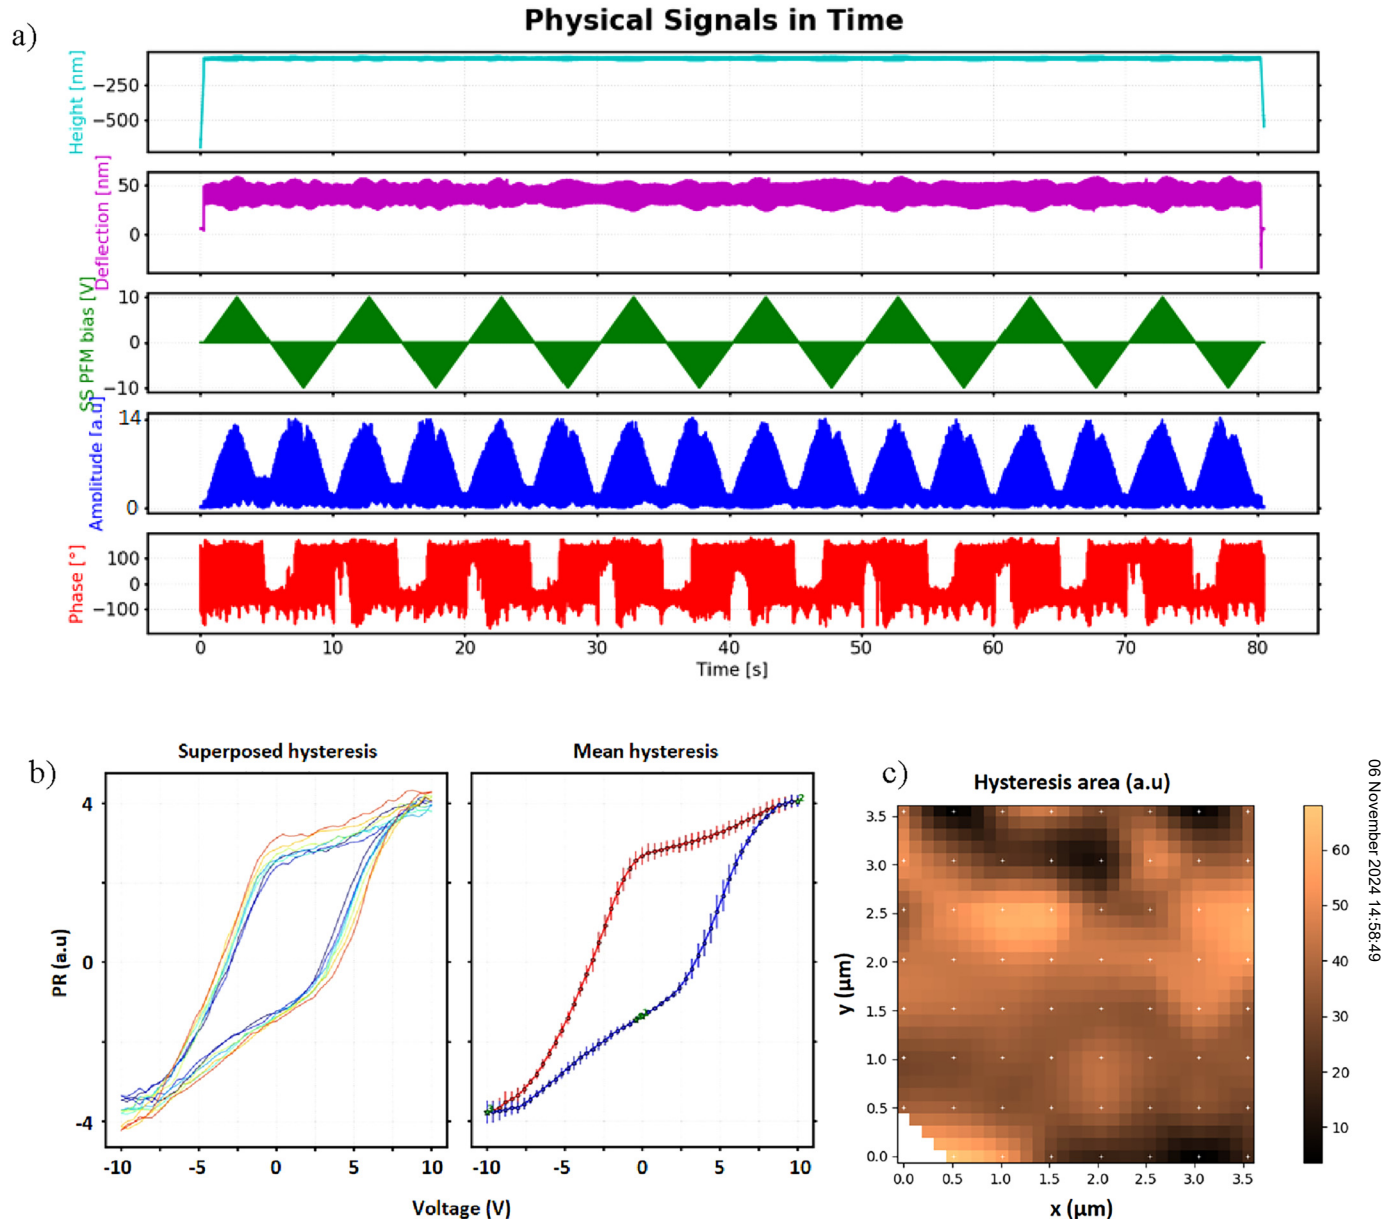 a)
Physical Signals in Time
Height [nm]
−250
−500
Deflection [nm]
50
0
SS PFM bias [V]
10
0
−10
Amplitude [a.u]
14
0
Phase [°]
100
0
−100
0 10 20 30 40 50 60 70 80
Time [s]
b)
Superposed hysteresis
Mean hysteresis
PR (a.u)
4
0
-4
-10 -5 0 5 10
-10 -5 0 5 10
Voltage (V)
c)
Hysteresis area (a.u)
y (µm)
3.5
3.0
2.5
2.0
1.5
1.0
0.5
0.0
0.0 0.5 1.0 1.5 2.0 2.5 3.0 3.5
x (µm)
60
50
40
30
20
10
06 November 2024 14:58:49